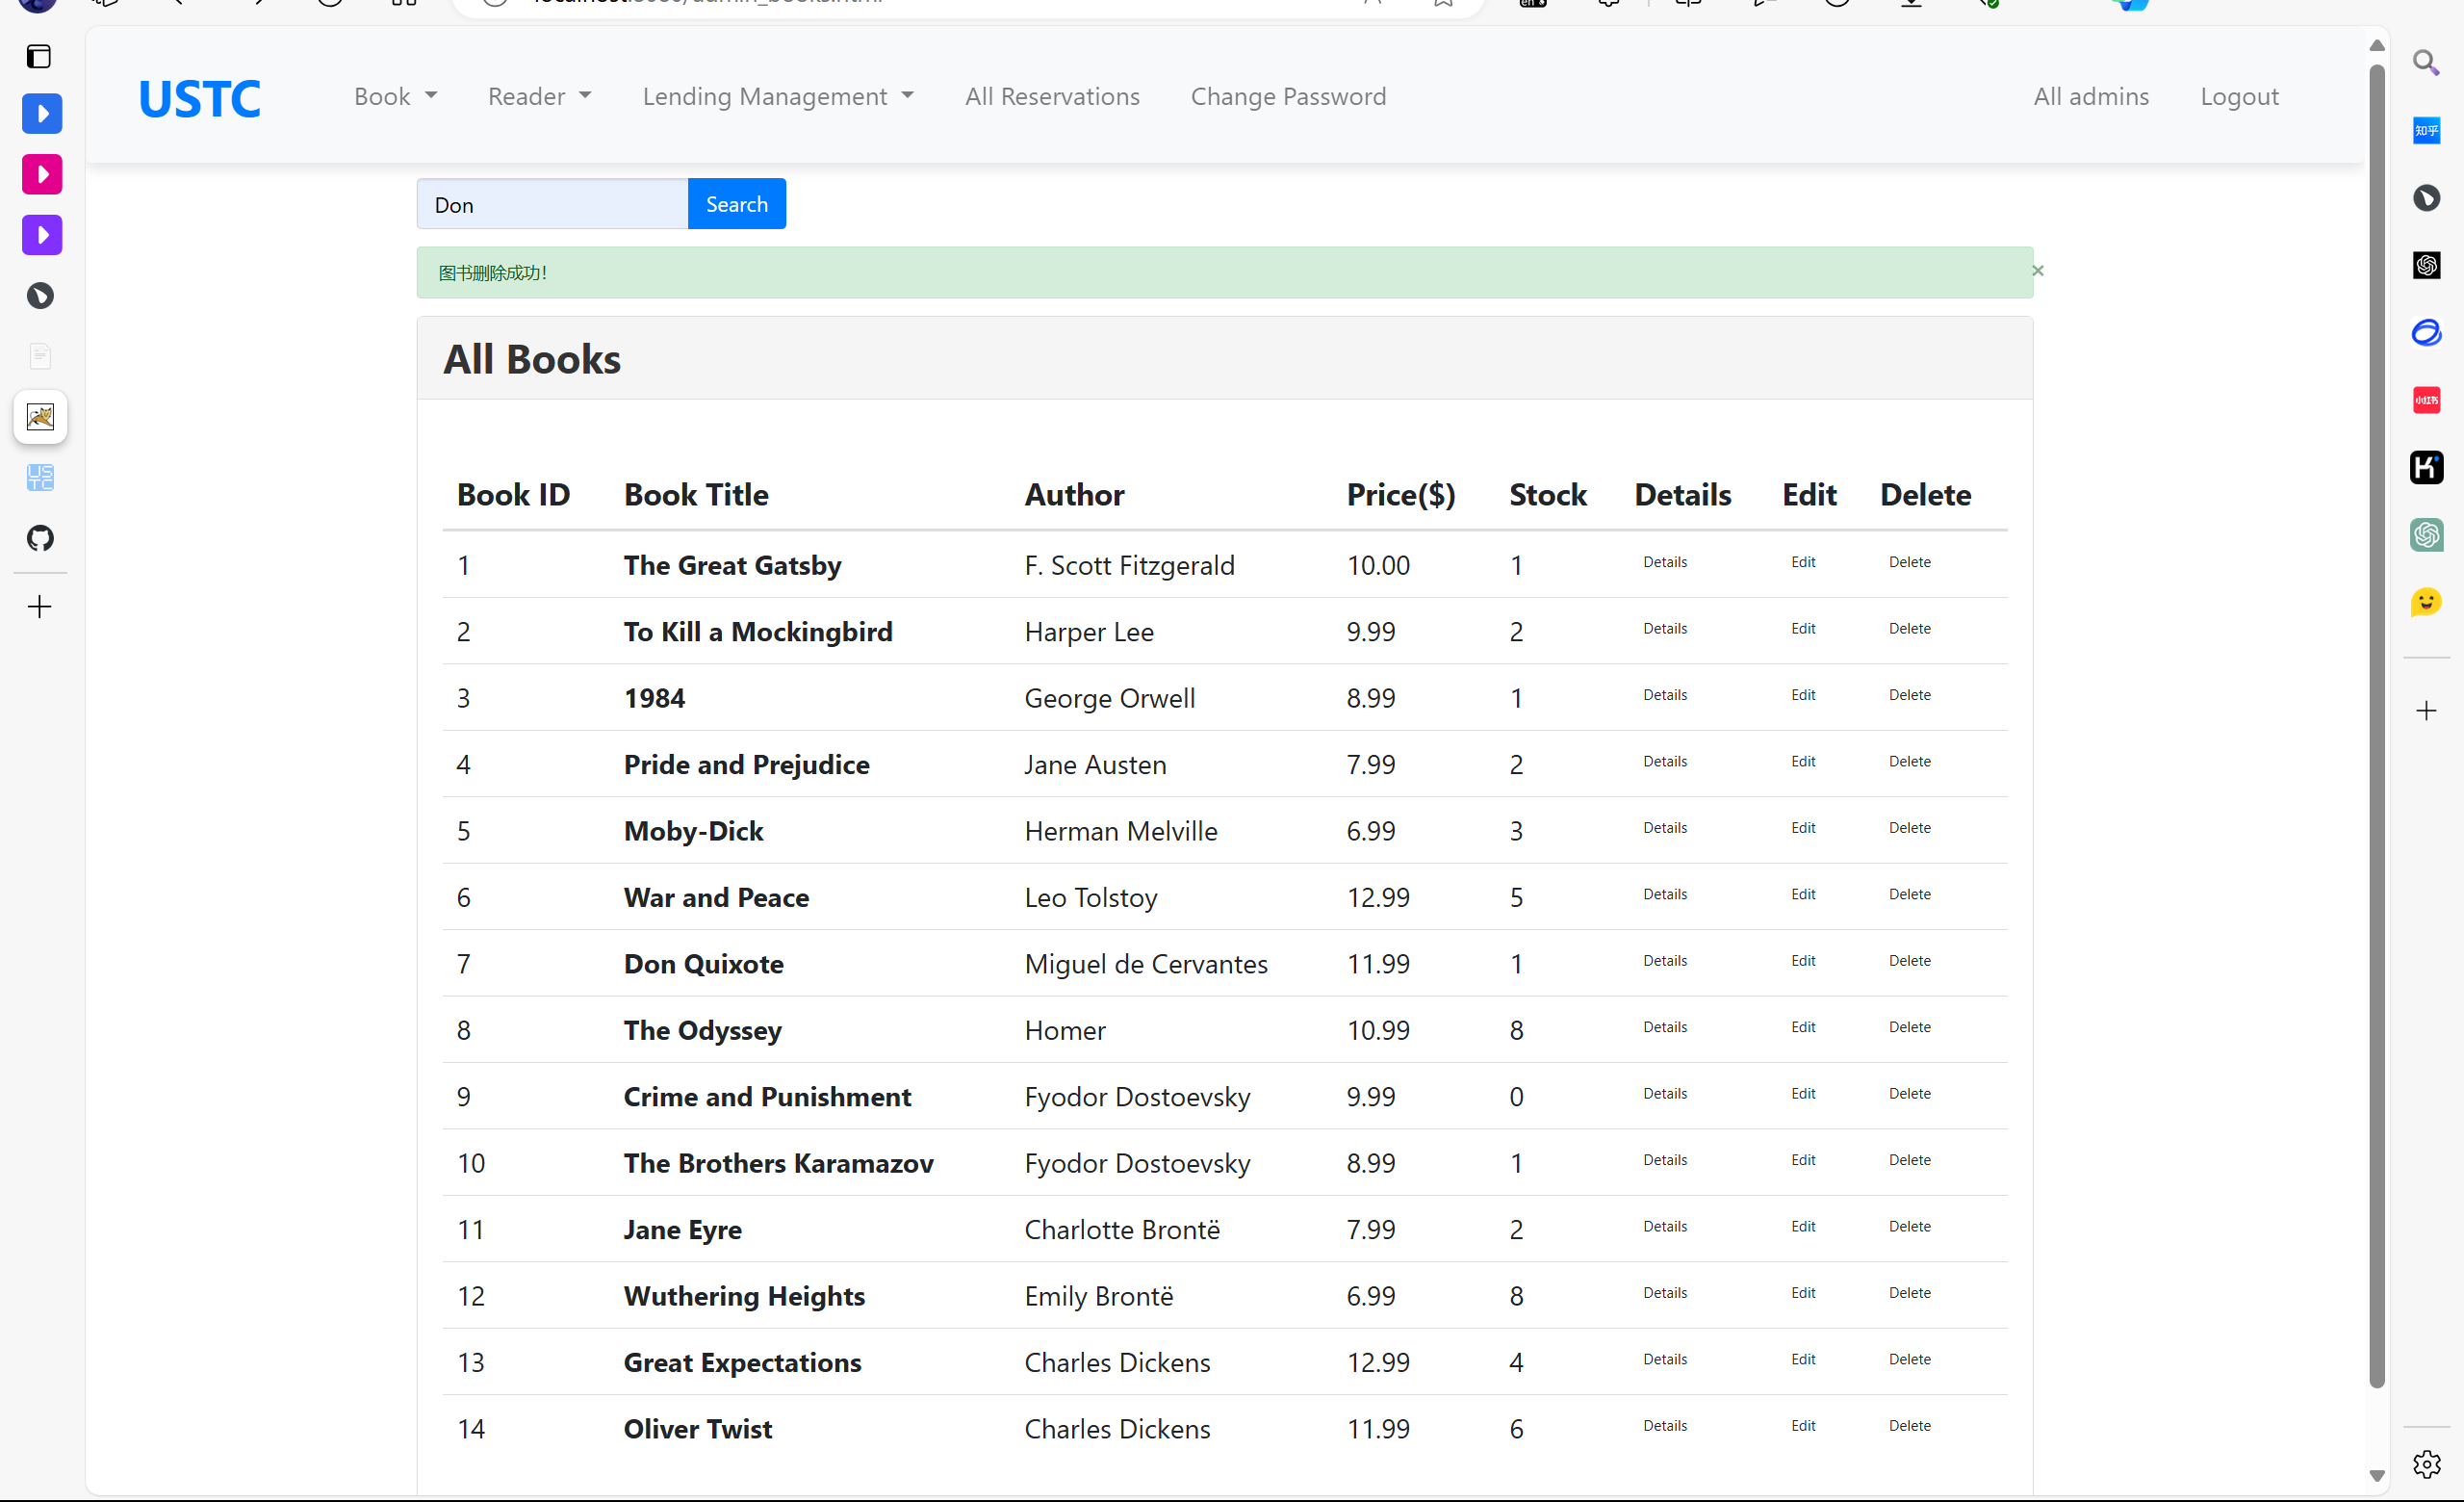 USTC Book Reader Lending Management All Reservations Change Password All admins Logout
Don Search
图书删除成功！ ×
All Books
Book ID Book Title Author Price($) Stock Details Edit Delete
1 The Great Gatsby F. Scott Fitzgerald 10.00 1 Details Edit Delete
2 To Kill a Mockingbird Harper Lee 9.99 2 Details Edit Delete
3 1984 George Orwell 8.99 1 Details Edit Delete
4 Pride and Prejudice Jane Austen 7.99 2 Details Edit Delete
5 Moby-Dick Herman Melville 6.99 3 Details Edit Delete
6 War and Peace Leo Tolstoy 12.99 5 Details Edit Delete
7 Don Quixote Miguel de Cervantes 11.99 1 Details Edit Delete
8 The Odyssey Homer 10.99 8 Details Edit Delete
9 Crime and Punishment Fyodor Dostoevsky 9.99 0 Details Edit Delete
10 The Brothers Karamazov Fyodor Dostoevsky 8.99 1 Details Edit Delete
11 Jane Eyre Charlotte Brontë 7.99 2 Details Edit Delete
12 Wuthering Heights Emily Brontë 6.99 8 Details Edit Delete
13 Great Expectations Charles Dickens 12.99 4 Details Edit Delete
14 Oliver Twist Charles Dickens 11.99 6 Details Edit Delete
知乎
小红书
USTC